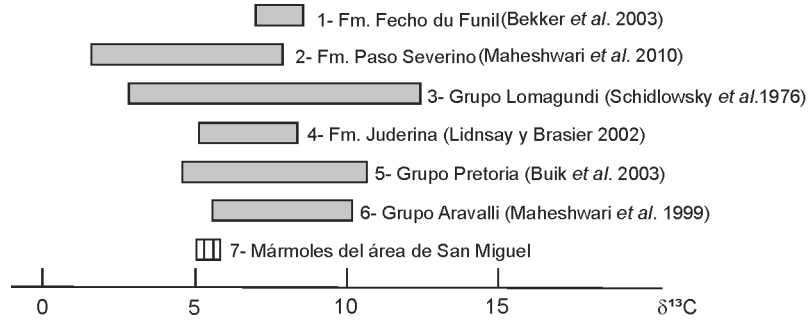 1- Fm. Fecho du Funil(Bekker et al. 2003)
2- Fm. Paso Severino(Maheshwari et al. 2010)
3- Grupo Lomagundi (Schidlowsky et al.1976)
4- Fm. Juderina (Lidnsay y Brasier 2002)
5- Grupo Pretoria (Buik et al. 2003)
6- Grupo Aravalli (Maheshwari et al. 1999)
7- Mármoles del área de San Miguel
0 5 10 15 δ¹³C